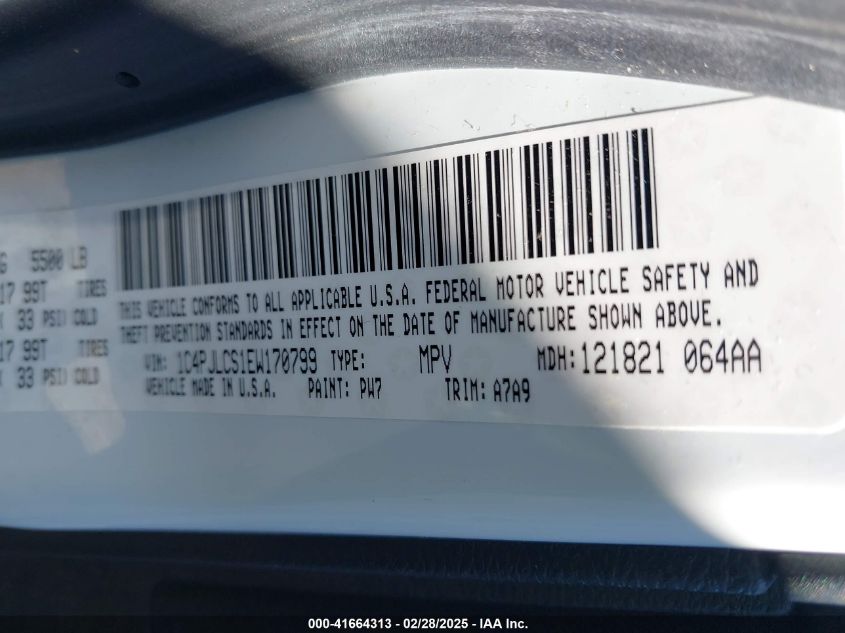 G 5500 LB
17 99T TIRES
33 PSI) COLD
17 99T TIRES
33 PSI) COLD
THIS VEHICLE CONFORMS TO ALL APPLICABLE U.S.A. FEDERAL MOTOR VEHICLE SAFETY AND
THEFT PREVENTION STANDARDS IN EFFECT ON THE DATE OF MANUFACTURE SHOWN ABOVE.
VIN: 1C4PJLCS1EW170799 TYPE: MPV MDH:121821 064AA
VEHICLE MADE IN U.S.A. PAINT: PW7 TRIM: A7A9
000-41664313 - 02/28/2025 - IAA Inc.